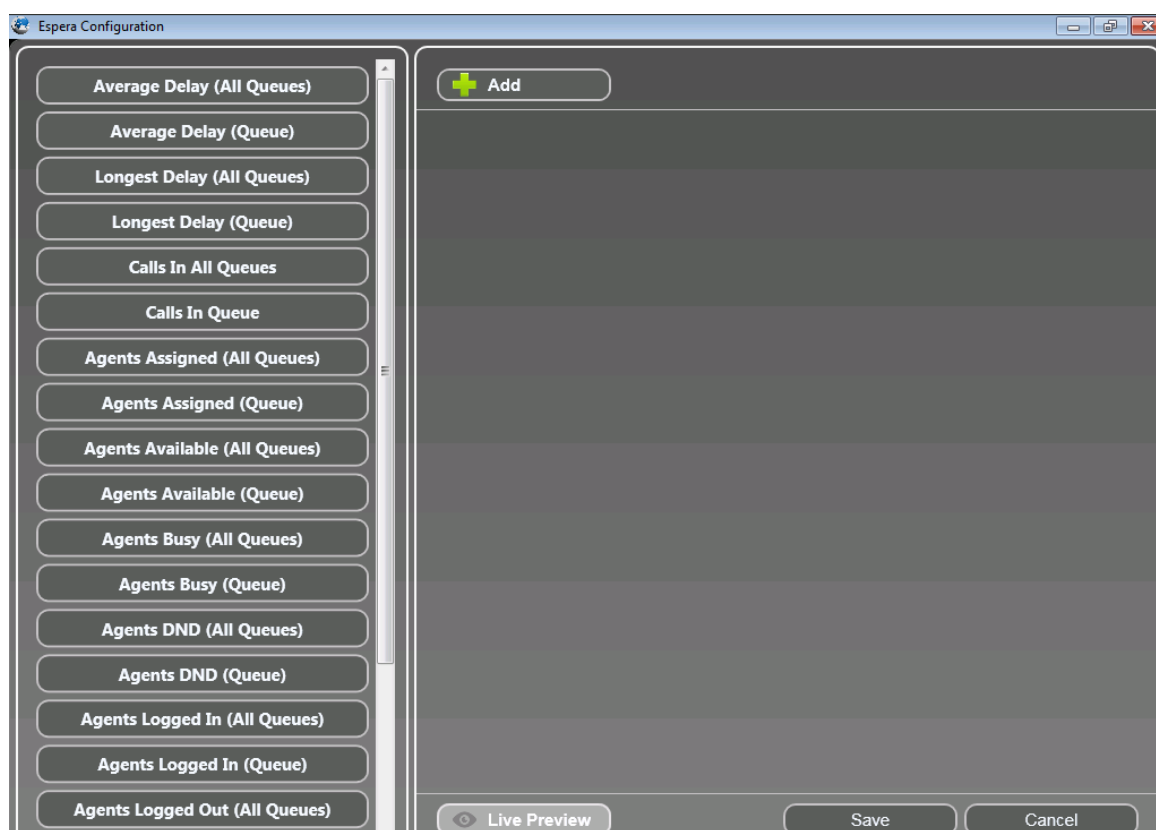 Espera Configuration
Average Delay (All Queues)
Average Delay (Queue)
Longest Delay (All Queues)
Longest Delay (Queue)
Calls In All Queues
Calls In Queue
Agents Assigned (All Queues)
Agents Assigned (Queue)
Agents Available (All Queues)
Agents Available (Queue)
Agents Busy (All Queues)
Agents Busy (Queue)
Agents DND (All Queues)
Agents DND (Queue)
Agents Logged In (All Queues)
Agents Logged In (Queue)
Agents Logged Out (All Queues)
Add
Live Preview
Save
Cancel